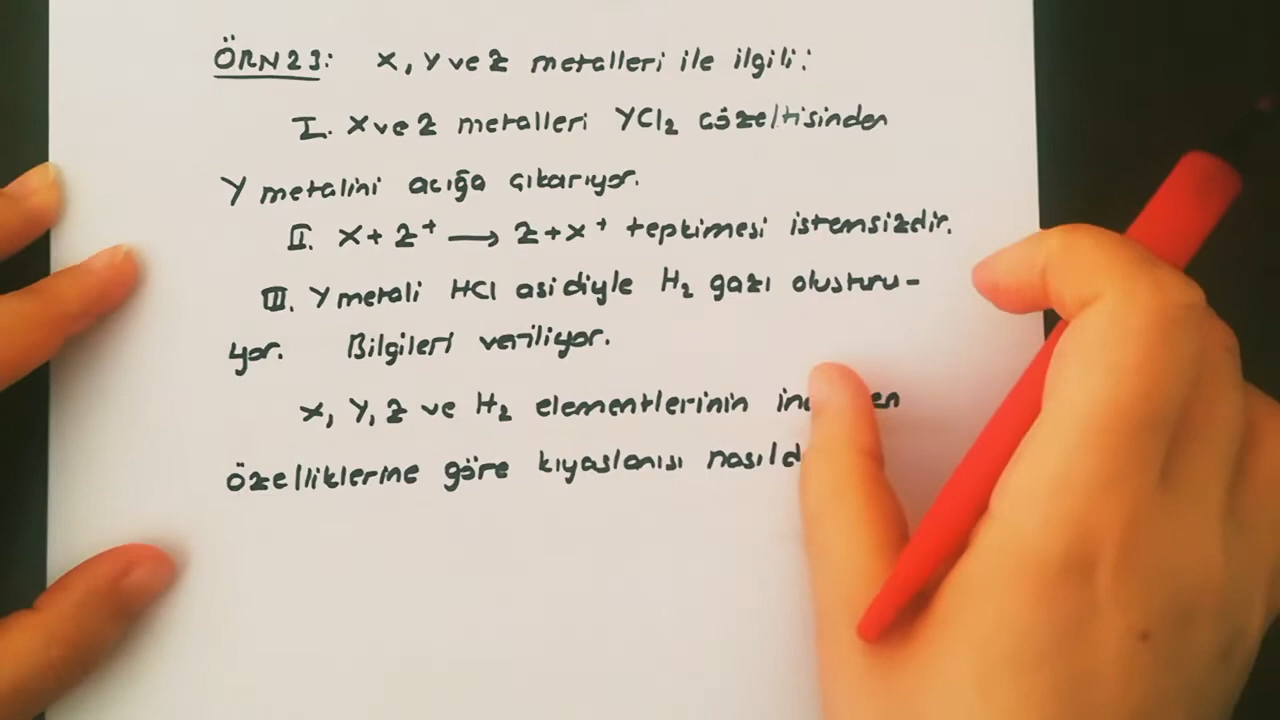 ÖRN23: X, Y ve Z metalleri ile ilgili:
I. X ve Z metalleri YCl₂ çözeltisinden
Y metalini açığa çıkarıyor.
II. X + Z⁺ ⟶ Z + X⁺ tepkimesi istemsizdir.
III. Y metali HCl asidiyle H₂ gazı oluşturu-
yor. Bilgileri veriliyor.
X, Y, Z ve H₂ elementlerinin
özelliklerine göre kıyaslanışı